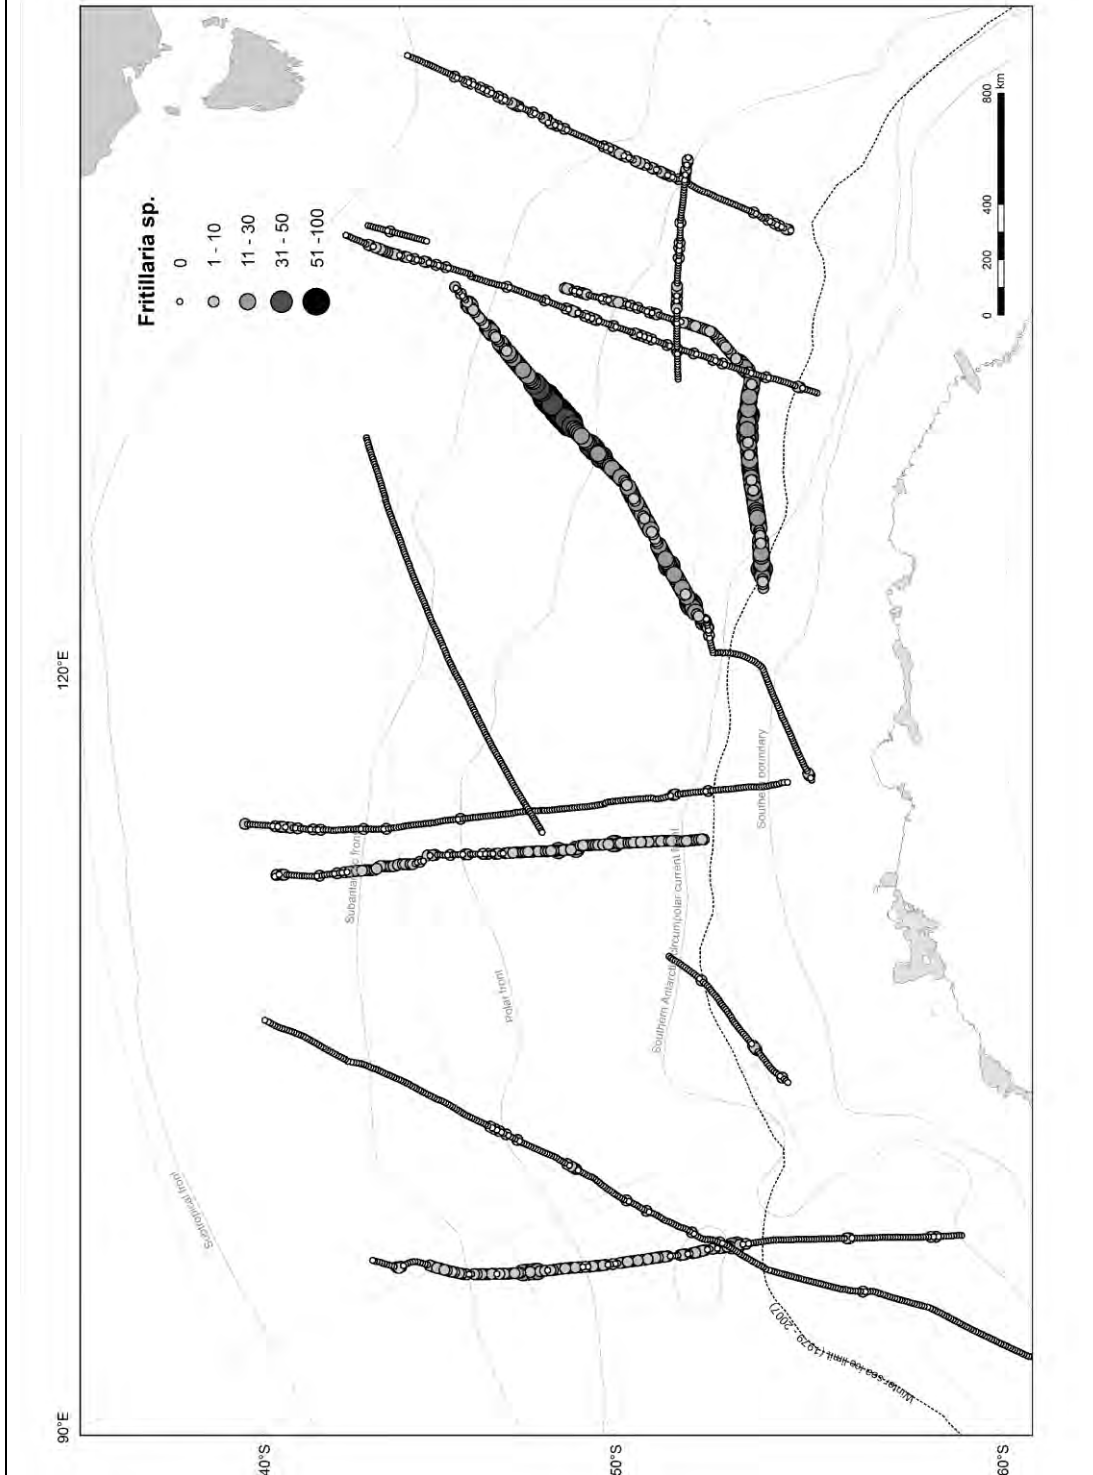 Fritillaria sp.
0
1 - 10
11 - 30
31 - 50
51 -100
0
200
400
800
km
120°E
90°E
40°S
50°S
60°S
Subtropical front
Subantarctic front
Polar front
Southern Antarctic circumpolar current front
Southern boundary
Winter sea ice limit (1979 - 2007)